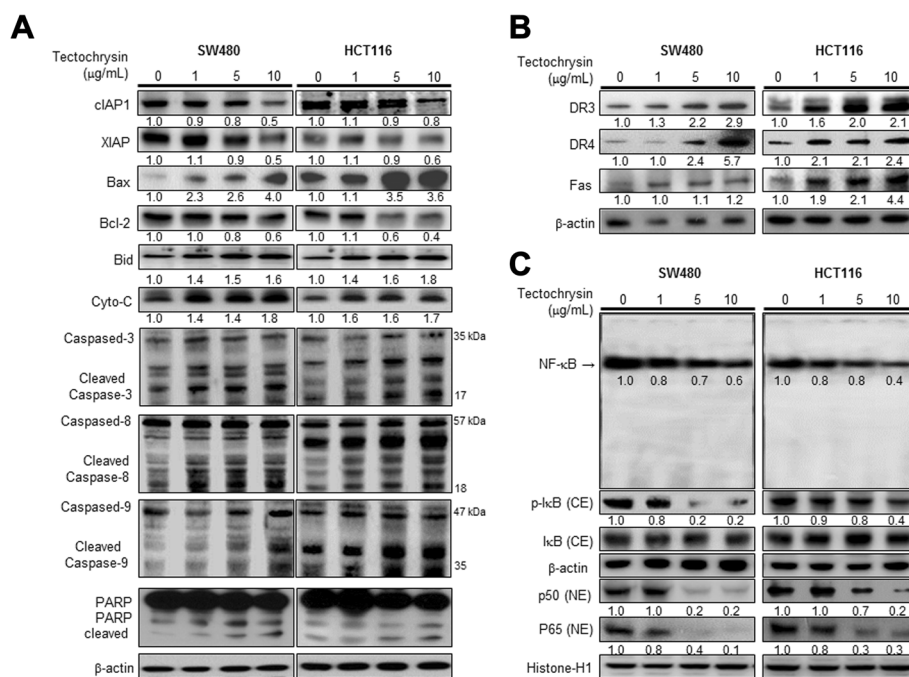 A
SW480 HCT116
Tectochrysin (μg/mL) 0 1 5 10 0 1 5 10
cIAP1
1.0 0.9 0.8 0.5 1.0 1.1 0.9 0.8
XIAP
1.0 1.1 0.9 0.5 1.0 1.1 0.9 0.6
Bax
1.0 2.3 2.6 4.0 1.0 1.1 3.5 3.6
Bcl-2
1.0 1.0 0.8 0.6 1.0 1.1 0.6 0.4
Bid
1.0 1.4 1.5 1.6 1.0 1.4 1.6 1.8
Cyto-C
1.0 1.4 1.4 1.8 1.0 1.6 1.6 1.7
Caspased-3 35 kDa
Cleaved
Caspase-3 17
Caspased-8 57 kDa
Cleaved
Caspase-8 18
Caspased-9 47 kDa
Cleaved
Caspase-9 35
PARP
PARP
cleaved
β-actin
B
SW480 HCT116
Tectochrysin (μg/mL) 0 1 5 10 0 1 5 10
DR3
1.0 1.3 2.2 2.9 1.0 1.6 2.0 2.1
DR4
1.0 1.0 2.4 5.7 1.0 2.1 2.1 2.4
Fas
1.0 1.0 1.1 1.2 1.0 1.9 2.1 4.4
β-actin
C
SW480 HCT116
Tectochrysin (μg/mL) 0 1 5 10 0 1 5 10
NF-κB →
1.0 0.8 0.7 0.6 1.0 0.8 0.8 0.4
p-IκB (CE)
1.0 0.8 0.2 0.2 1.0 0.9 0.8 0.4
IκB (CE)
β-actin
p50 (NE)
1.0 1.0 0.2 0.2 1.0 1.0 0.7 0.2
P65 (NE)
1.0 0.8 0.4 0.1 1.0 0.8 0.3 0.3
Histone-H1